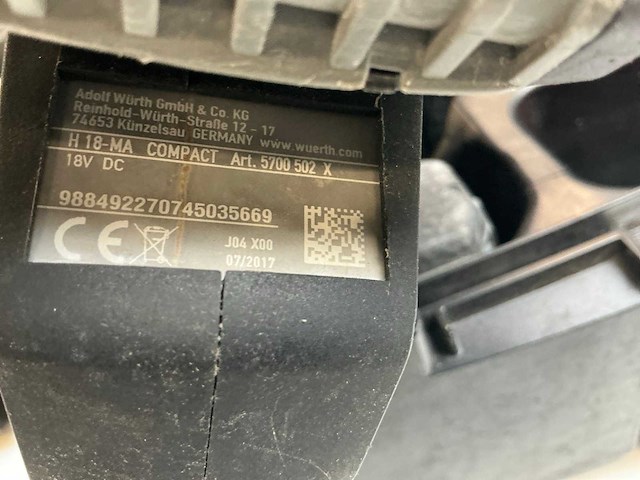 Adolf Würth GmbH & Co. KG
Reinhold-Würth-Straße 12 - 17
74653 Künzelsau GERMANY www.wuerth.com
H 18-MA COMPACT Art. 5700 502 X
18V DC
988492270745035669
CE
J04 X00
07/2017